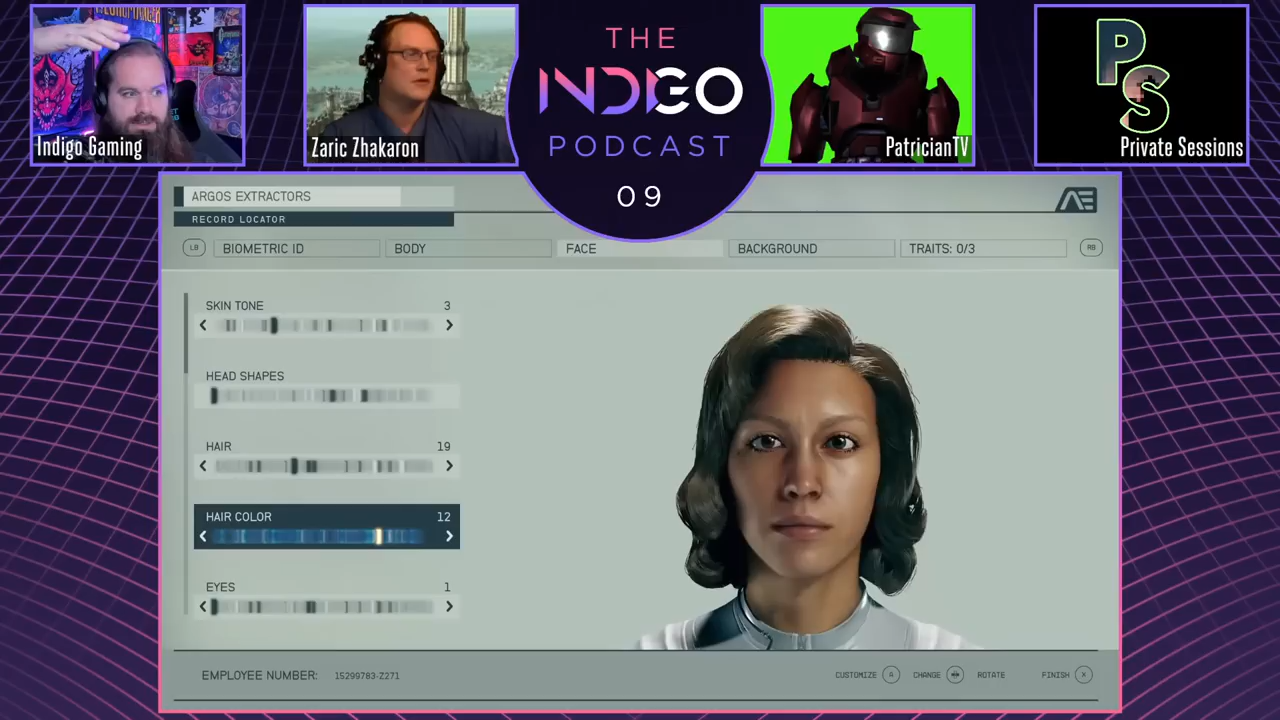 Indigo Gaming
Zaric Zhakaron
THE
INDIGO
PODCAST
09
PatricianTV
PS
Private Sessions
ARGOS EXTRACTORS
RECORD LOCATOR
AE
LB
BIOMETRIC ID
BODY
FACE
BACKGROUND
TRAITS: 0/3
RB
SKIN TONE 3
HEAD SHAPES
HAIR 19
HAIR COLOR 12
EYES 1
EMPLOYEE NUMBER: 15299783-Z271
CUSTOMIZE A CHANGE ROTATE FINISH X